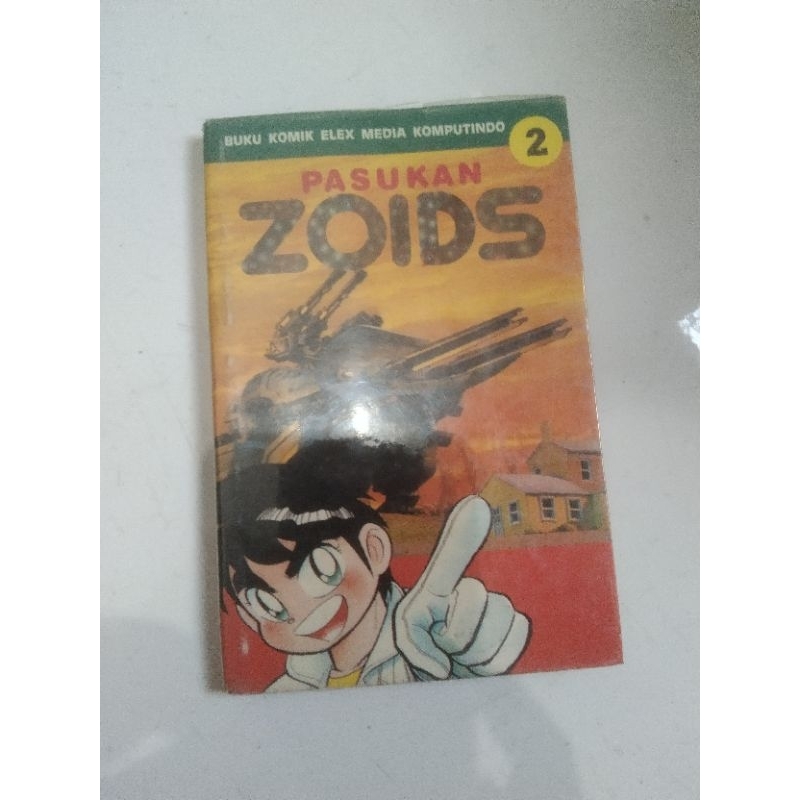 BUKU KOMIK ELEX MEDIA KOMPUTINDO
2
PASUKAN
ZOIDS